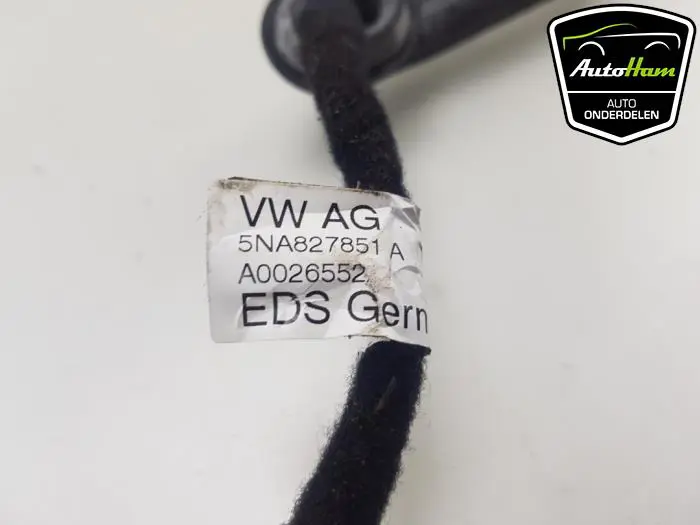 AutoHam
AUTO
ONDERDELEN
VW AG
5NA827851 A
A0026552
EDS Gern